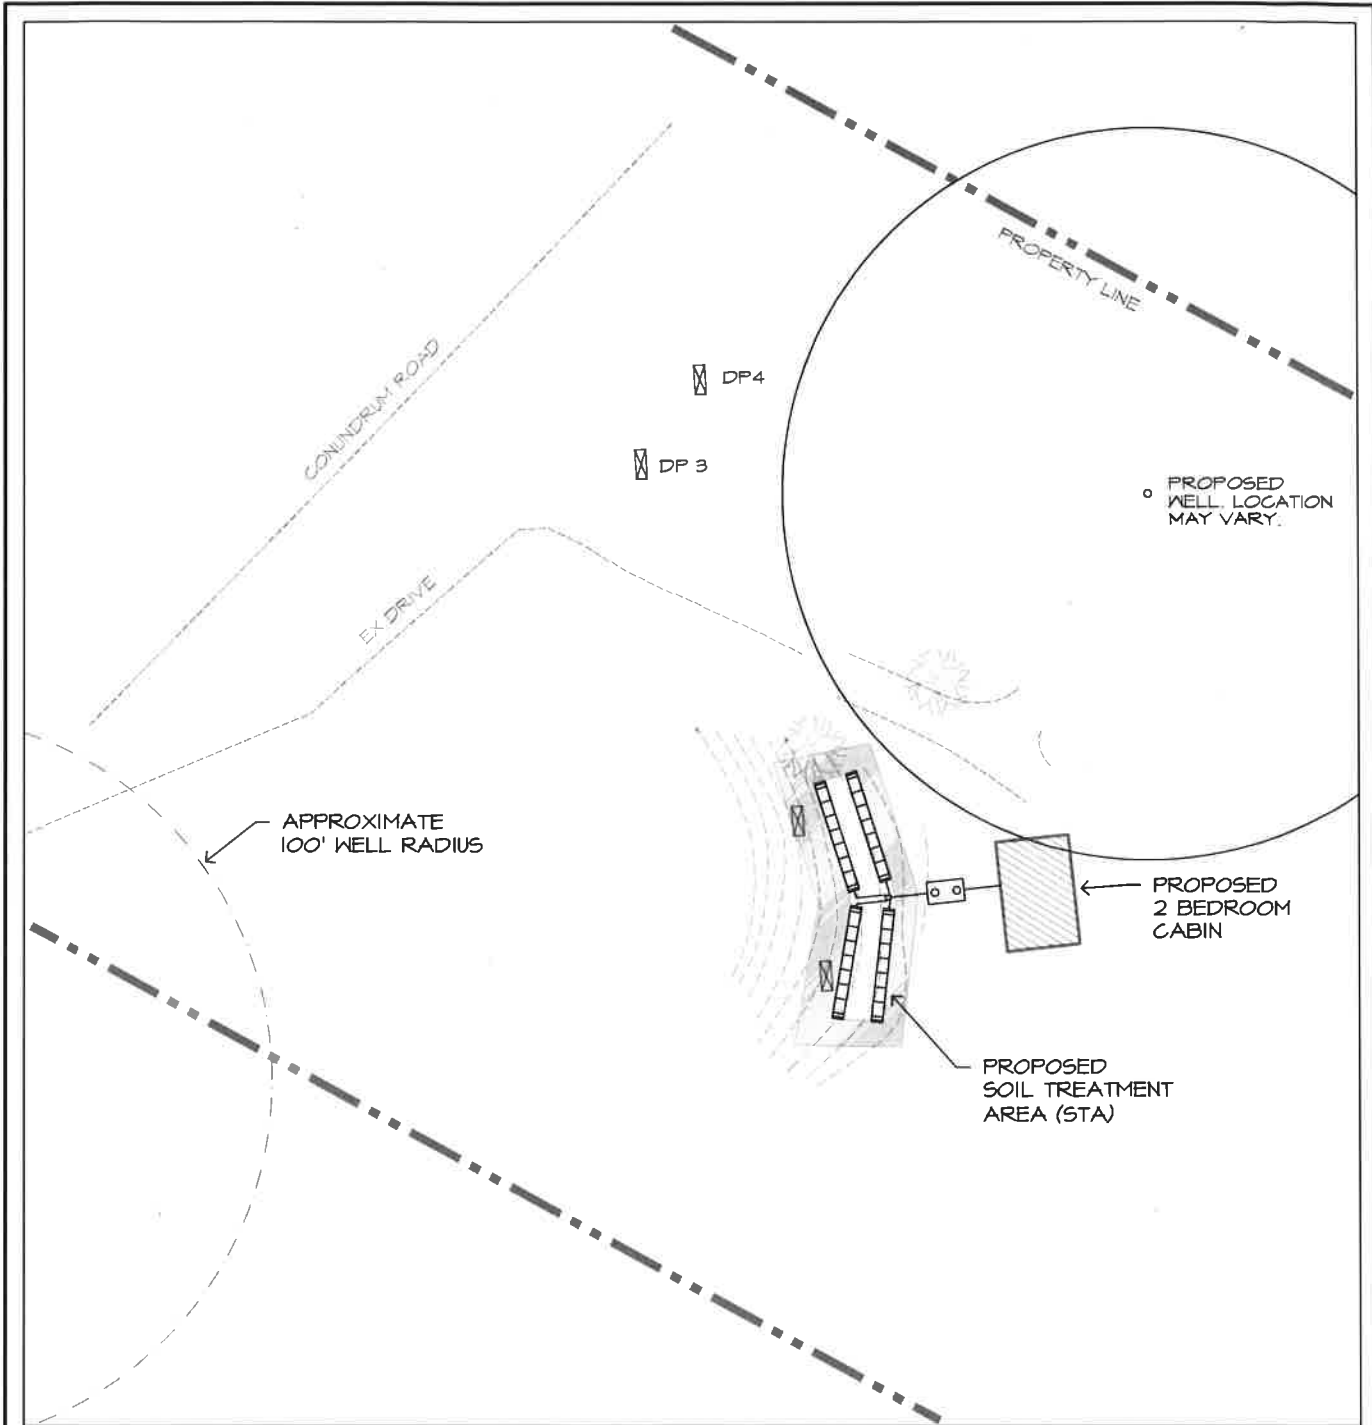 PROPERTY LINE
CONUNDRUM ROAD
DP4
DP 3
PROPOSED
WELL. LOCATION
MAY VARY.
EX DRIVE
APPROXIMATE
100' WELL RADIUS
PROPOSED
2 BEDROOM
CABIN
PROPOSED
SOIL TREATMENT
AREA (STA)